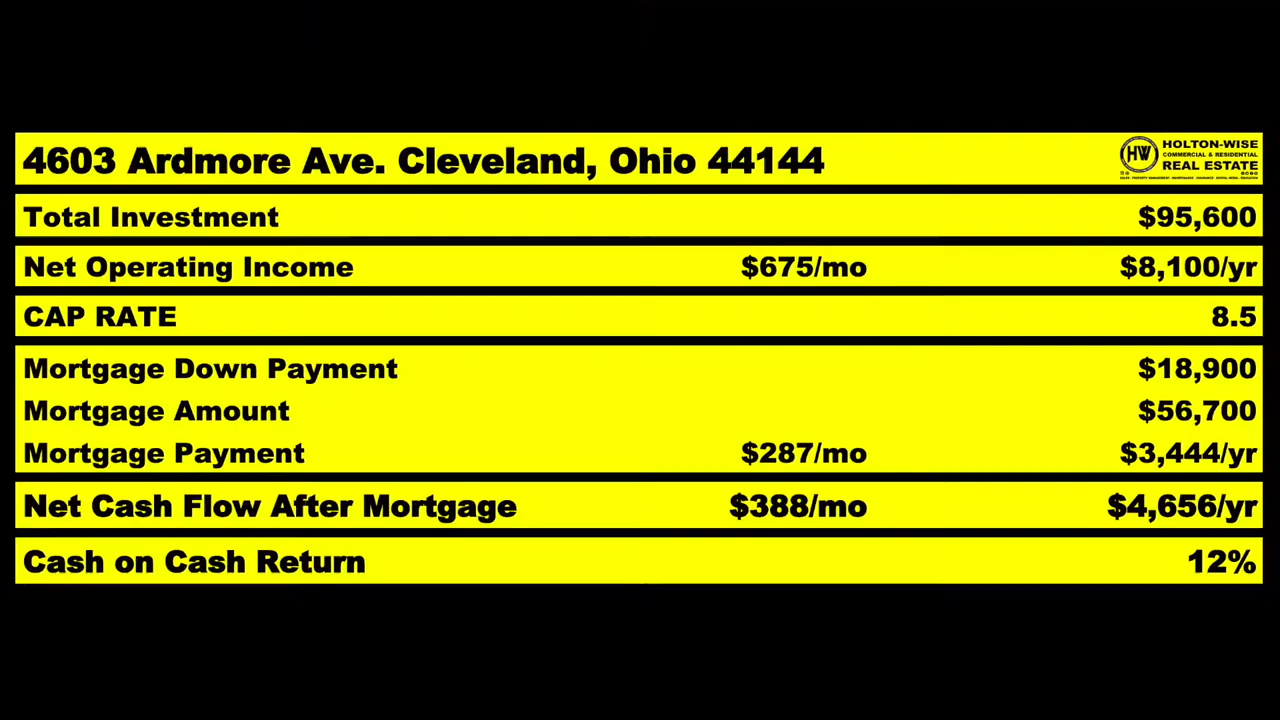 4603 Ardmore Ave. Cleveland, Ohio 44144
HW
HOLTON-WISE
COMMERCIAL & RESIDENTIAL
REAL ESTATE
Total Investment $95,600
Net Operating Income $675/mo $8,100/yr
CAP RATE 8.5
Mortgage Down Payment $18,900
Mortgage Amount $56,700
Mortgage Payment $287/mo $3,444/yr
Net Cash Flow After Mortgage $388/mo $4,656/yr
Cash on Cash Return 12%